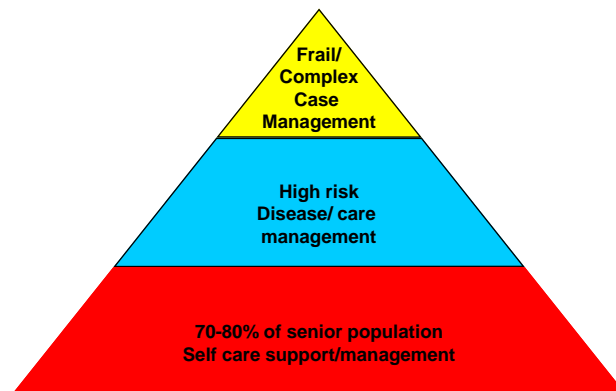 Frail/
Complex
Case
Management
High risk
Disease/ care
management
70-80% of senior population
Self care support/management